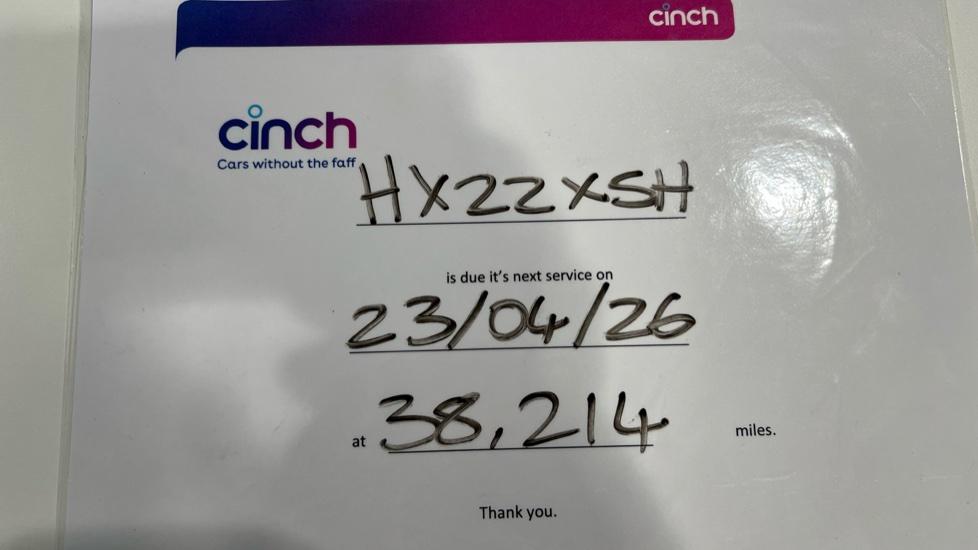 cinch
cinch
Cars without the faff
HX22XSH
is due it's next service on
23/04/26
at 38,214 miles.
Thank you.